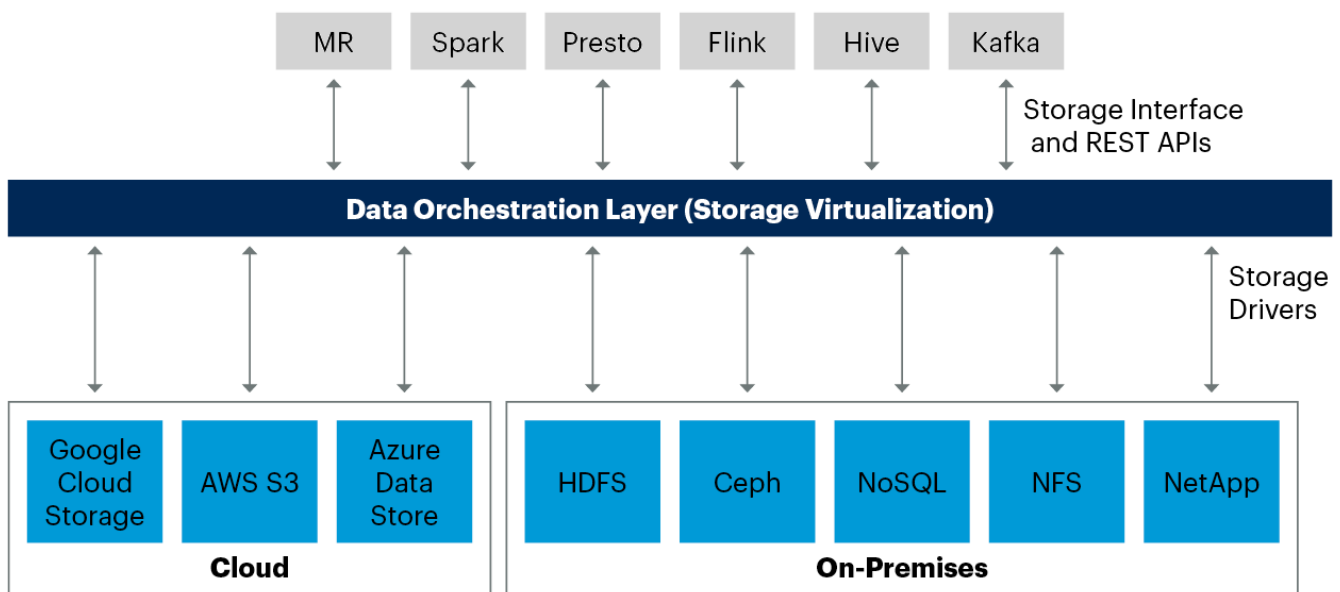 MR
Spark
Presto
Flink
Hive
Kafka
Storage Interface
and REST APIs
Data Orchestration Layer (Storage Virtualization)
Storage
Drivers
Google
Cloud
Storage
AWS S3
Azure
Data
Store
HDFS
Ceph
NoSQL
NFS
NetApp
Cloud
On-Premises